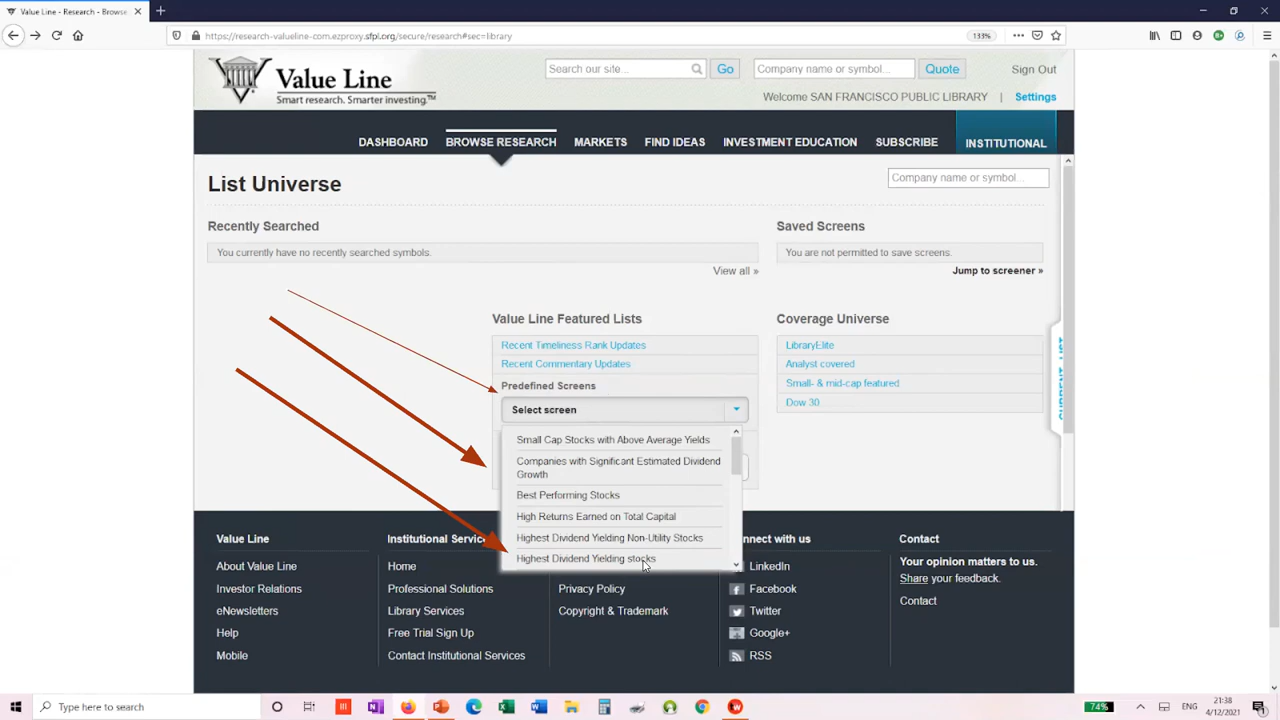 Value Line - Research - Browse
https://research-valueline-com.ezproxy.sfpl.org/secure/research#sec=library
133%
Value Line
Smart research. Smarter investing.™
Search our site...
Go
Company name or symbol...
Quote
Sign Out
Welcome SAN FRANCISCO PUBLIC LIBRARY | Settings
DASHBOARD
BROWSE RESEARCH
MARKETS
FIND IDEAS
INVESTMENT EDUCATION
SUBSCRIBE
INSTITUTIONAL
List Universe
Company name or symbol...
Recently Searched
You currently have no recently searched symbols.
View all »
Saved Screens
You are not permitted to save screens.
Jump to screener »
Value Line Featured Lists
Recent Timeliness Rank Updates
Recent Commentary Updates
Predefined Screens
Select screen
Small Cap Stocks with Above Average Yields
Companies with Significant Estimated Dividend
Growth
Best Performing Stocks
High Returns Earned on Total Capital
Highest Dividend Yielding Non-Utility Stocks
Highest Dividend Yielding stocks
Coverage Universe
LibraryElite
Analyst covered
Small- & mid-cap featured
Dow 30
CURRENT LIST
Value Line
About Value Line
Investor Relations
eNewsletters
Help
Mobile
Institutional Servic
Home
Professional Solutions
Library Services
Free Trial Sign Up
Contact Institutional Services
Privacy Policy
Copyright & Trademark
nnect with us
LinkedIn
Facebook
Twitter
Google+
RSS
Contact
Your opinion matters to us.
Share your feedback.
Contact
Type here to search
74%
ENG
21:38
4/12/2021